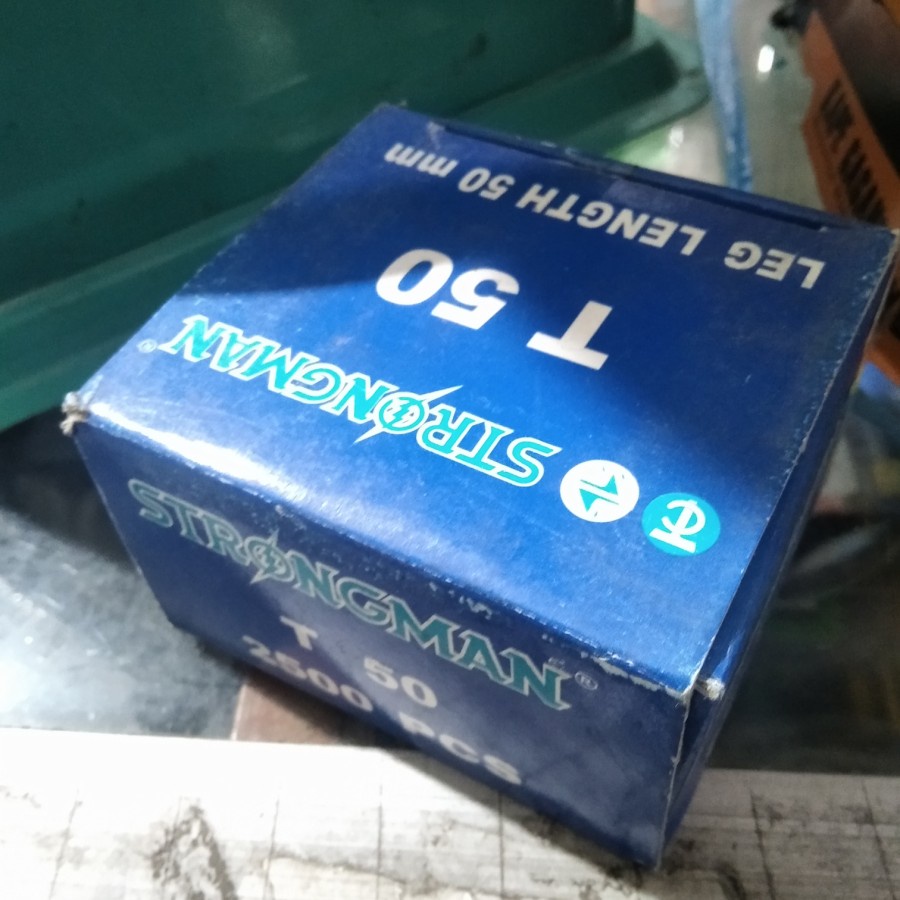 LEG LENGTH 50 mm
T 50
STRONGMAN®
STRONGMAN®
T 50
2500 PCS